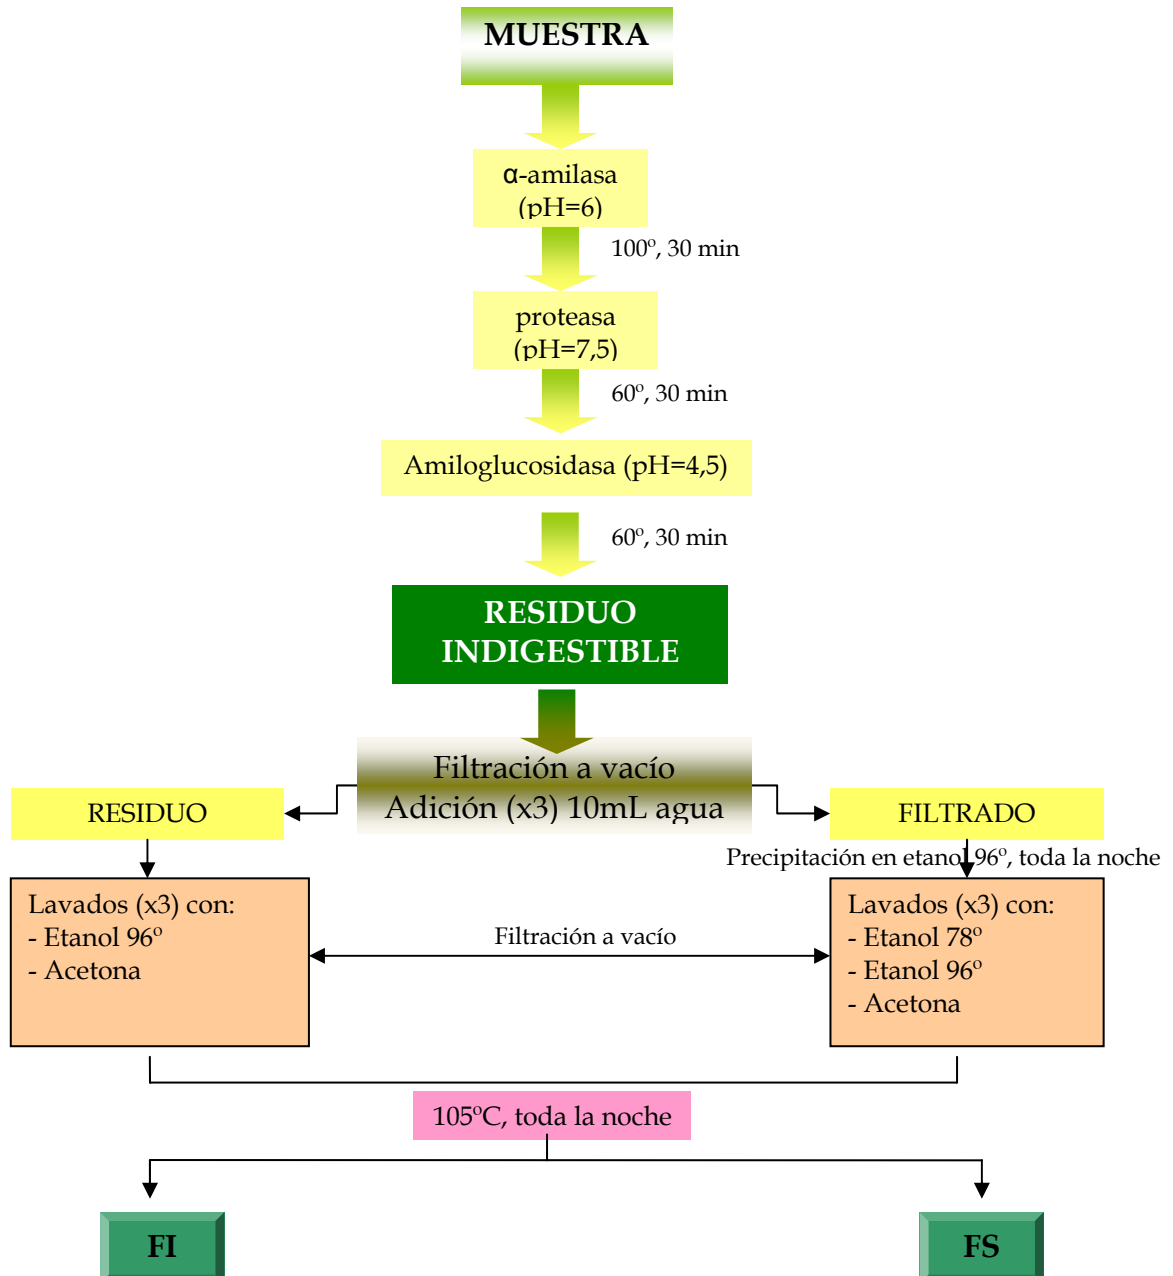 MUESTRA
α-amilasa
(pH=6)
100º, 30 min
proteasa
(pH=7,5)
60º, 30 min
Amiloglucosidasa (pH=4,5)
60º, 30 min
RESIDUO
INDIGESTIBLE
Filtración a vacío
Adición (x3) 10mL agua
RESIDUO
FILTRADO
Precipitación en etanol 96º, toda la noche
Lavados (x3) con:
- Etanol 96º
- Acetona
Filtración a vacío
Lavados (x3) con:
- Etanol 78º
- Etanol 96º
- Acetona
105ºC, toda la noche
FI
FS